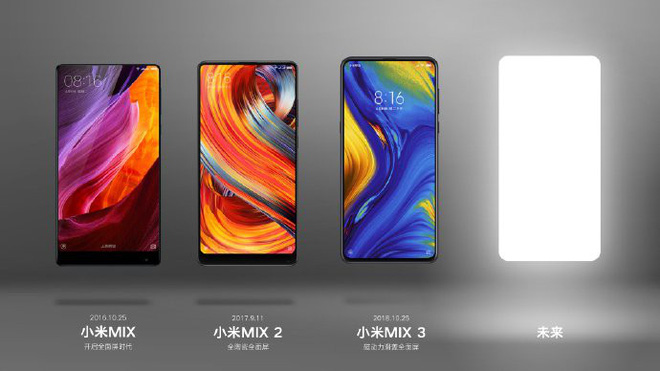 08:16
8:16
2016.10.25
小米MIX
开启全面屏时代
2017.9.11
小米MIX 2
全陶瓷全面屏
2018.10.25
小米MIX 3
磁动力滑盖全面屏
未来